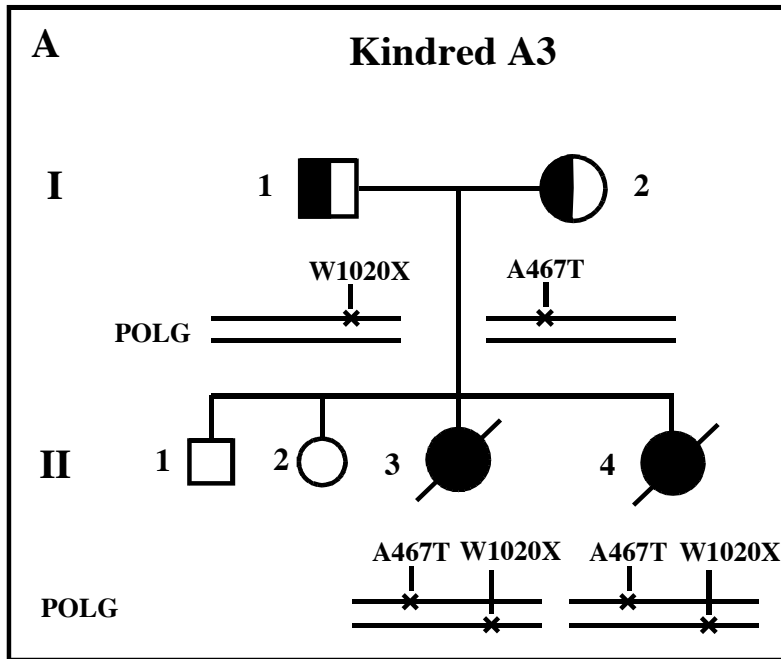 A Kindred A3
I 1 2
W1020X A467T
POLG
II 1 2 3 4
A467T W1020X A467T W1020X
POLG